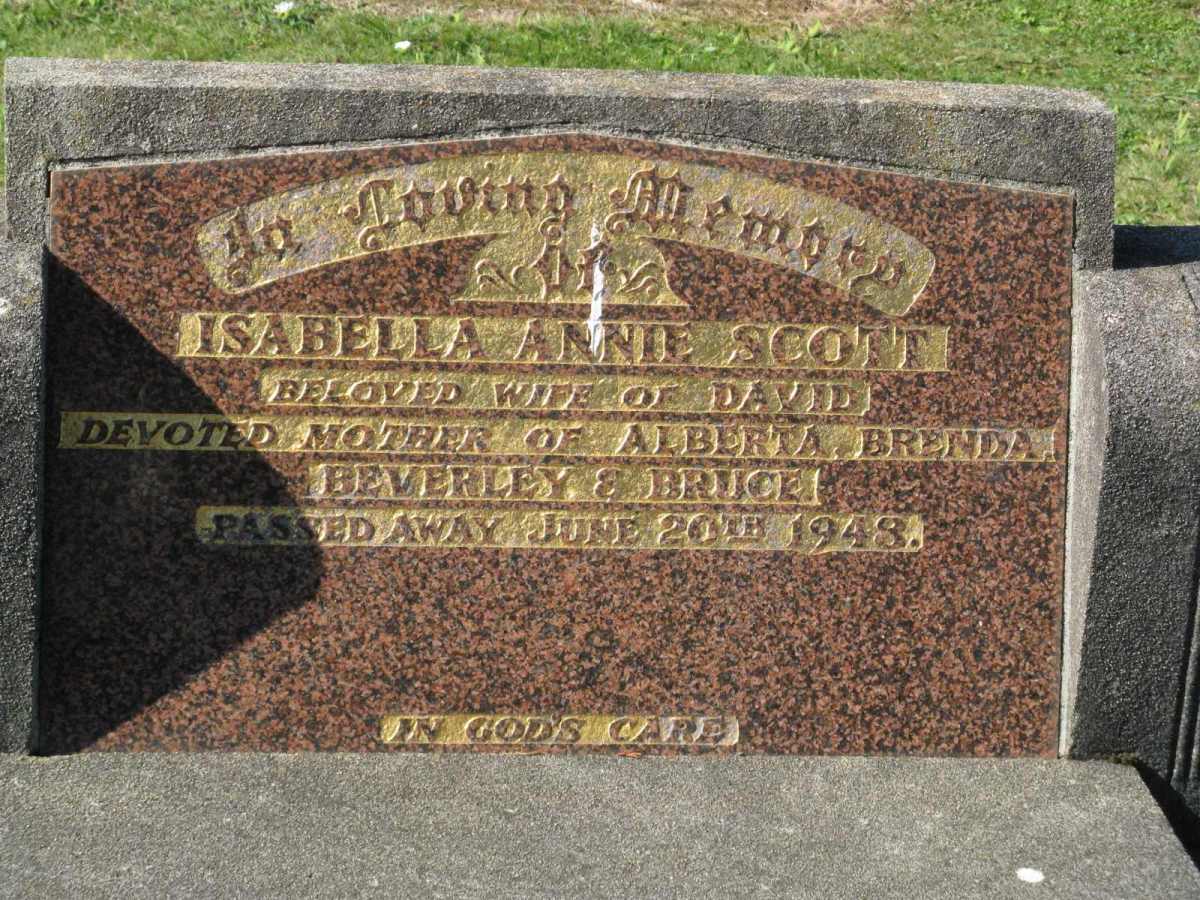 In Loving Memory
of
ISABELLA ANNIE SCOTT
BELOVED WIFE OF DAVID
DEVOTED MOTHER OF ALBERTA, BRENDA,
BEVERLEY & BRUCE
PASSED AWAY JUNE 20TH 1948.
IN GOD'S CARE